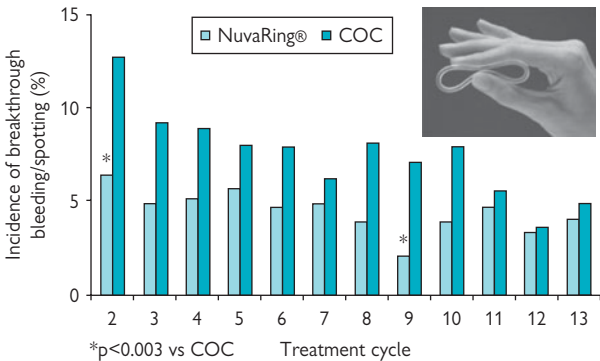 15
10
5
0
Incidence of breakthrough
bleeding/spotting (%)
NuvaRing® COC
*
*
2 3 4 5 6 7 8 9 10 11 12 13
*p<0.003 vs COC Treatment cycle